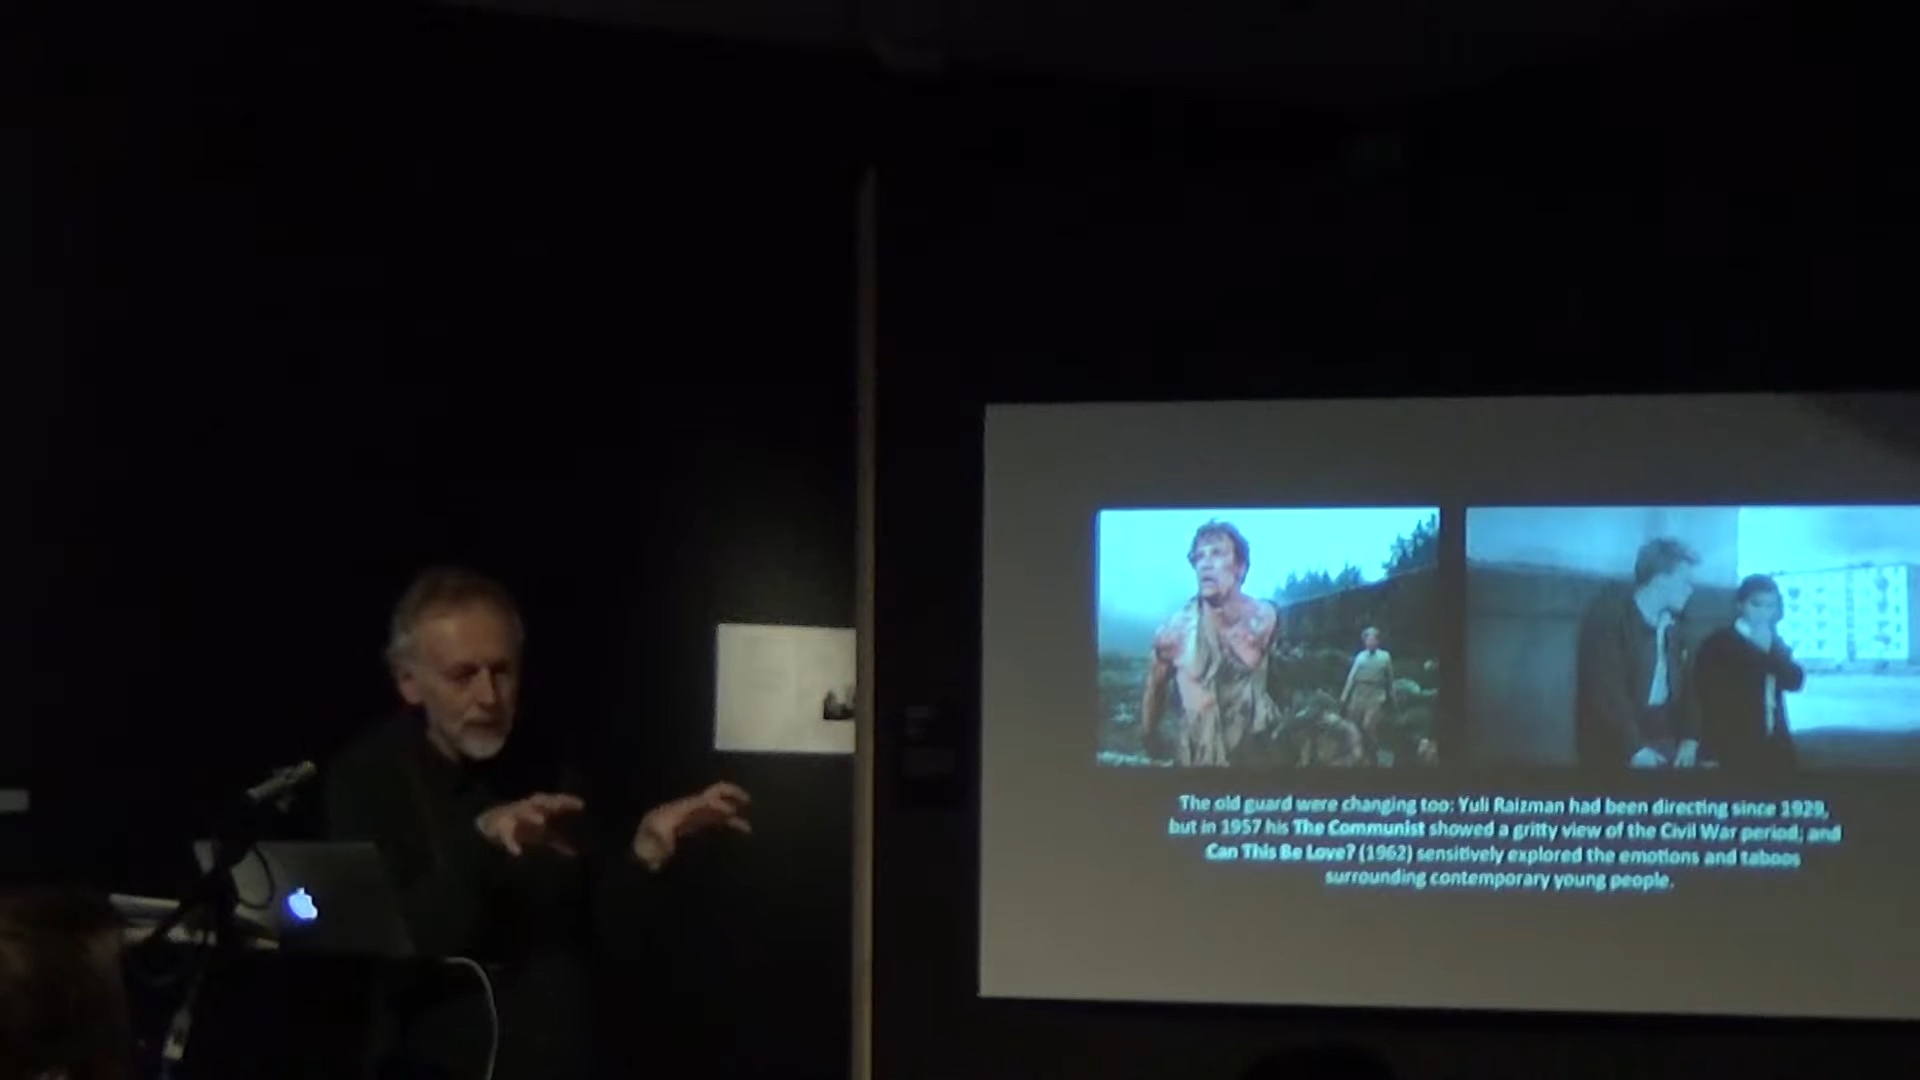 The old guard were changing too: Yuli Raizman had been directing since 1929,
but in 1957 his The Communist showed a gritty view of the Civil War period; and
Can This Be Love? (1962) sensitively explored the emotions and taboos
surrounding contemporary young people.